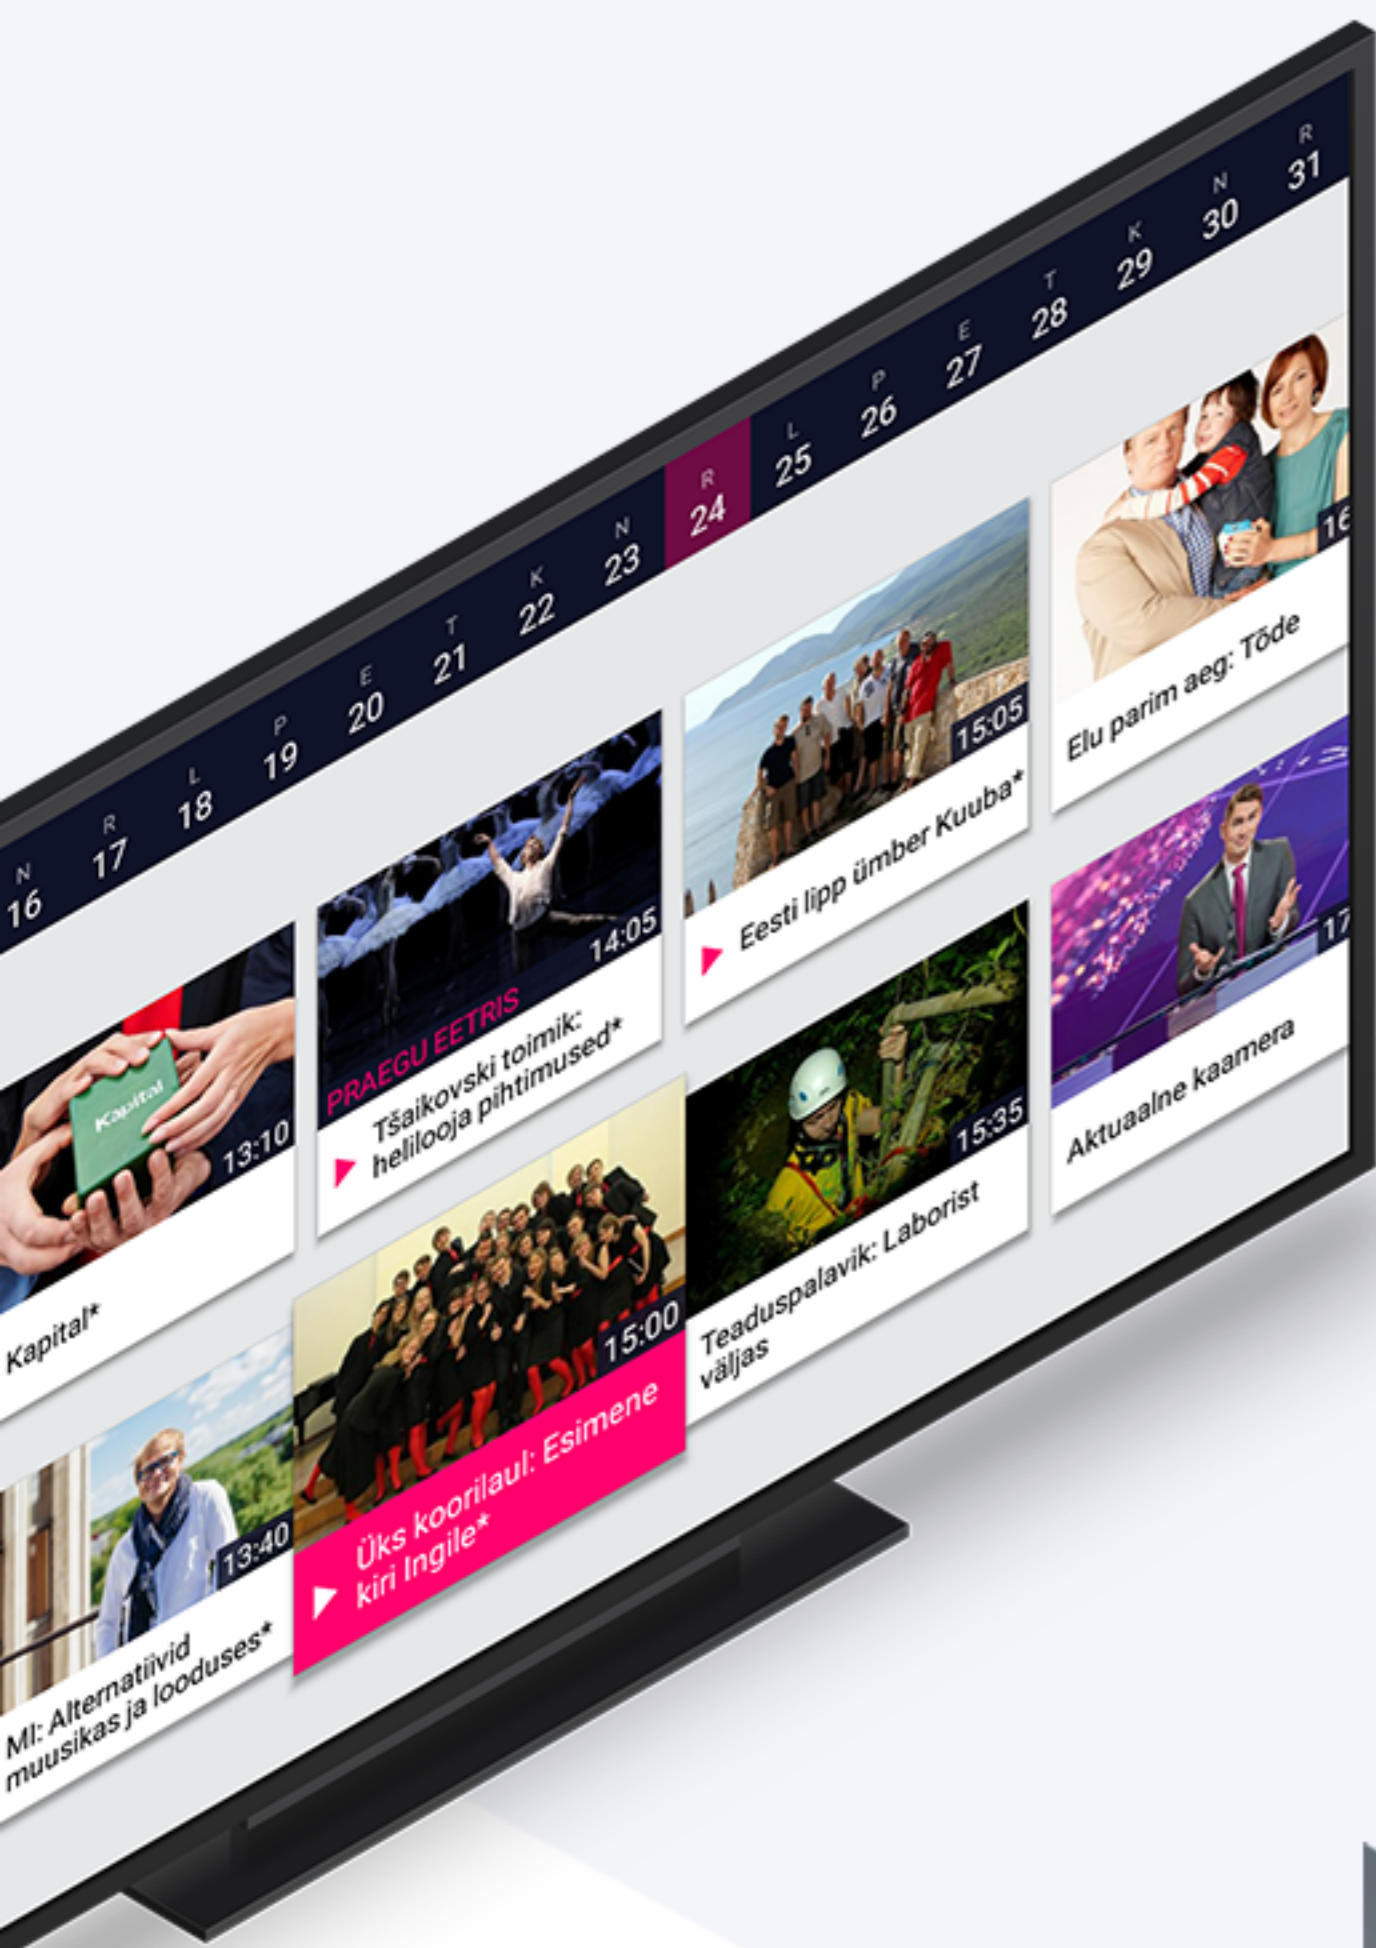 N
16
R
17
L
18
P
19
E
20
T
21
K
22
N
23
R
24
L
25
P
26
E
27
T
28
K
29
N
30
R
31
Kapital
13:10
Kapital*
14:05
PRAEGU EETRIS
Tšaikovski toimik:
helilooja pihtimused*
15:05
Eesti lipp ümber Kuuba*
16
Elu parim aeg: Tõde
13:40
MI: Alternatiivid
muusikas ja looduses*
15:00
Üks koorilaul: Esimene
kiri Ingile*
15:35
Teaduspalavik: Laborist
väljas
17
Aktuaalne kaamera